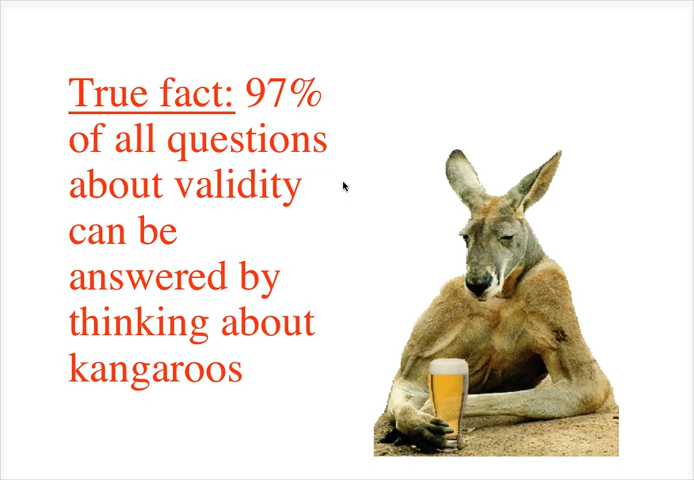 True fact: 97%
of all questions
about validity
can be
answered by
thinking about
kangaroos